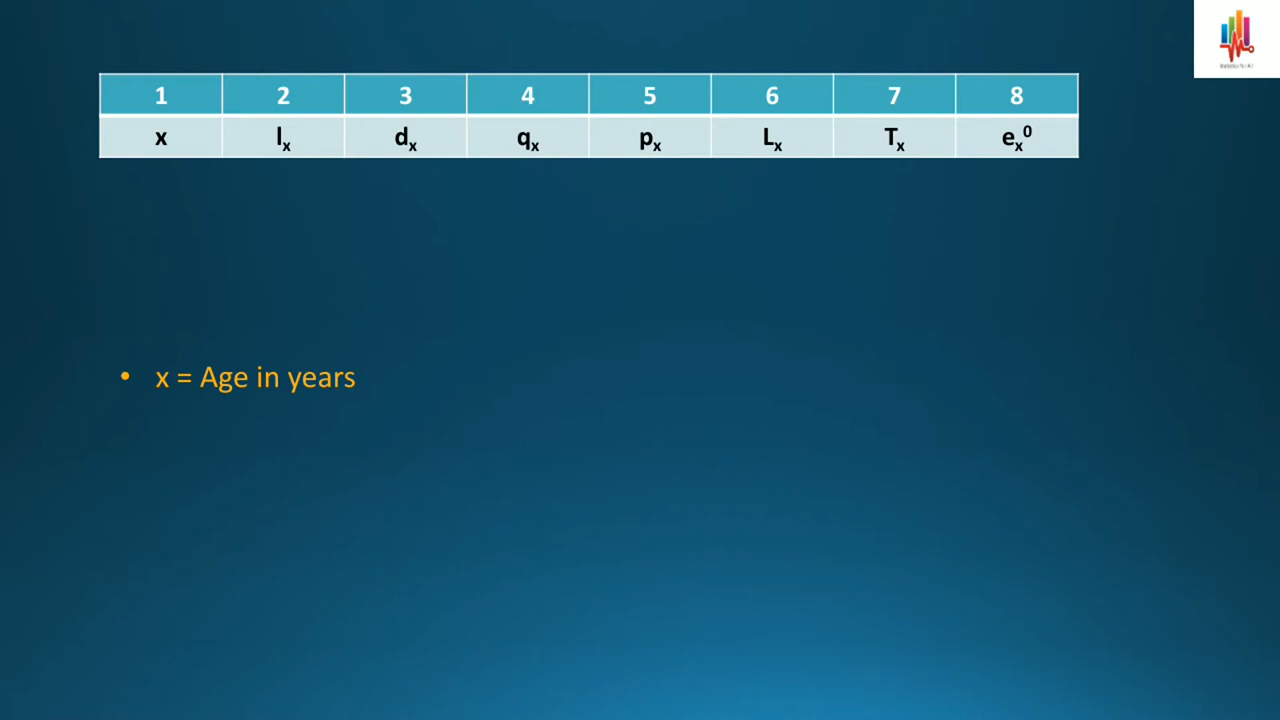 1 2 3 4 5 6 7 8
x lₓ dₓ qₓ pₓ Lₓ Tₓ eₓ⁰
• x = Age in years